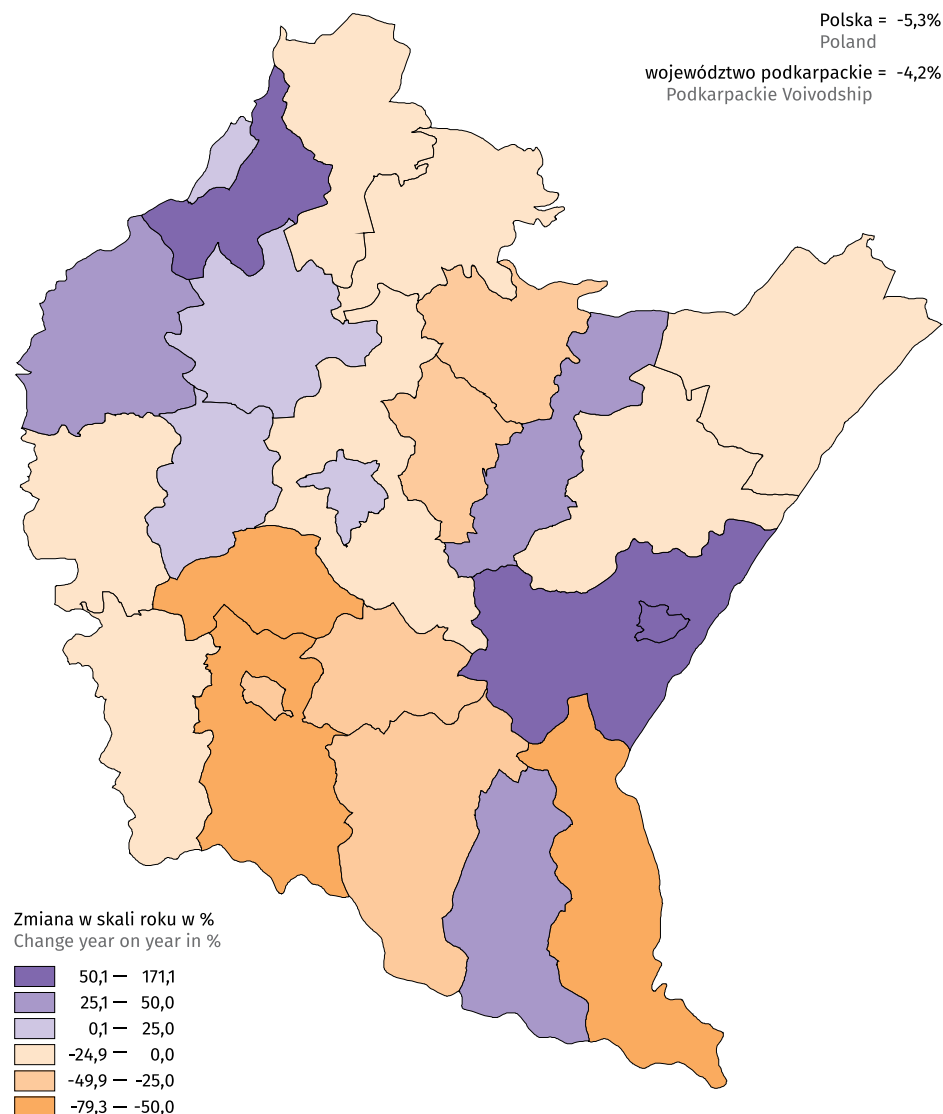 Polska = -5,3%
Poland
województwo podkarpackie = -4,2%
Podkarpackie Voivodship
Zmiana w skali roku w %
Change year on year in %
50,1 — 171,1
25,1 — 50,0
0,1 — 25,0
-24,9 — 0,0
-49,9 — -25,0
-79,3 — -50,0